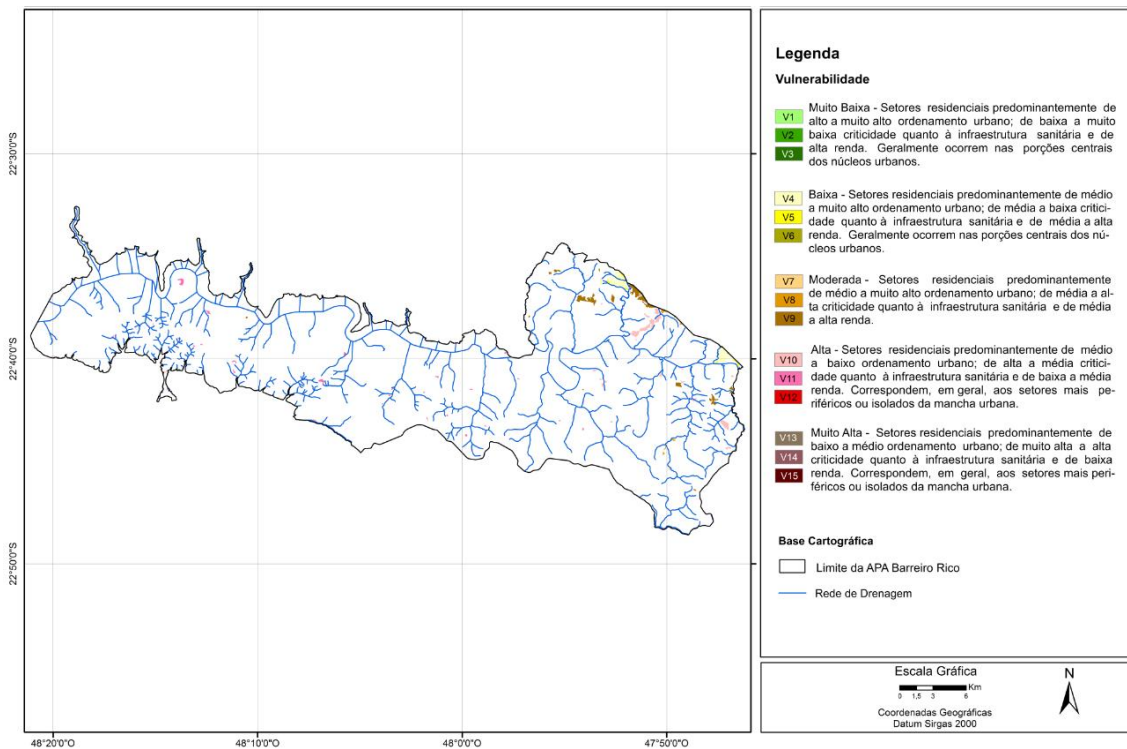 22°30'0"S
22°40'0"S
22°50'0"S
48°20'0"O
48°10'0"O
48°0'0"O
47°50'0"O
Legenda
Vulnerabilidade
V1
V2
V3
Muito Baixa - Setores residenciais predominantemente de
alto a muito alto ordenamento urbano; de baixa a muito
baixa criticidade quanto à infraestrutura sanitária e de
alta renda. Geralmente ocorrem nas porções centrais
dos núcleos urbanos.
V4
V5
V6
Baixa - Setores residenciais predominantemente de médio
a muito alto ordenamento urbano; de média a baixa critici-
dade quanto à infraestrutura sanitária e de média a alta
renda. Geralmente ocorrem nas porções centrais dos nú-
cleos urbanos.
V7
V8
V9
Moderada - Setores residenciais predominantemente
de médio a muito alto ordenamento urbano; de média a al-
ta criticidade quanto à infraestrutura sanitária e de média
a alta renda.
V10
V11
V12
Alta - Setores residenciais predominantemente de médio
a baixo ordenamento urbano; de alta a média critici-
dade quanto à infraestrutura sanitária e de baixa a média
renda. Correspondem, em geral, aos setores mais pe-
riféricos ou isolados da mancha urbana.
V13
V14
V15
Muito Alta - Setores residenciais predominantemente de
baixo a médio ordenamento urbano; de muito alta a alta
criticidade quanto à infraestrutura sanitária e de baixa
renda. Correspondem, em geral, aos setores mais peri-
féricos ou isolados da mancha urbana.
Base Cartográfica
Limite da APA Barreiro Rico
Rede de Drenagem
Escala Gráfica
Km
0 1,5 3 6
Coordenadas Geográficas
Datum Sirgas 2000
N